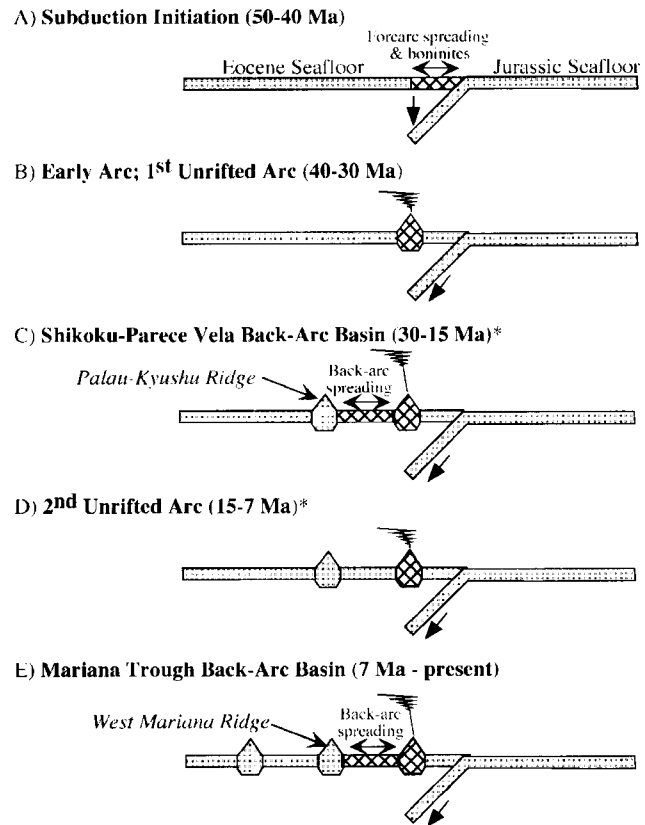 A) Subduction Initiation (50-40 Ma)
Forearc spreading
& boninites
Eocene Seafloor
Jurassic Seafloor
B) Early Arc; 1st Unrifted Arc (40-30 Ma)
C) Shikoku-Parece Vela Back-Arc Basin (30-15 Ma)*
Palau-Kyushu Ridge
Back-arc
spreading
D) 2nd Unrifted Arc (15-7 Ma)*
E) Mariana Trough Back-Arc Basin (7 Ma - present)
West Mariana Ridge
Back-arc
spreading